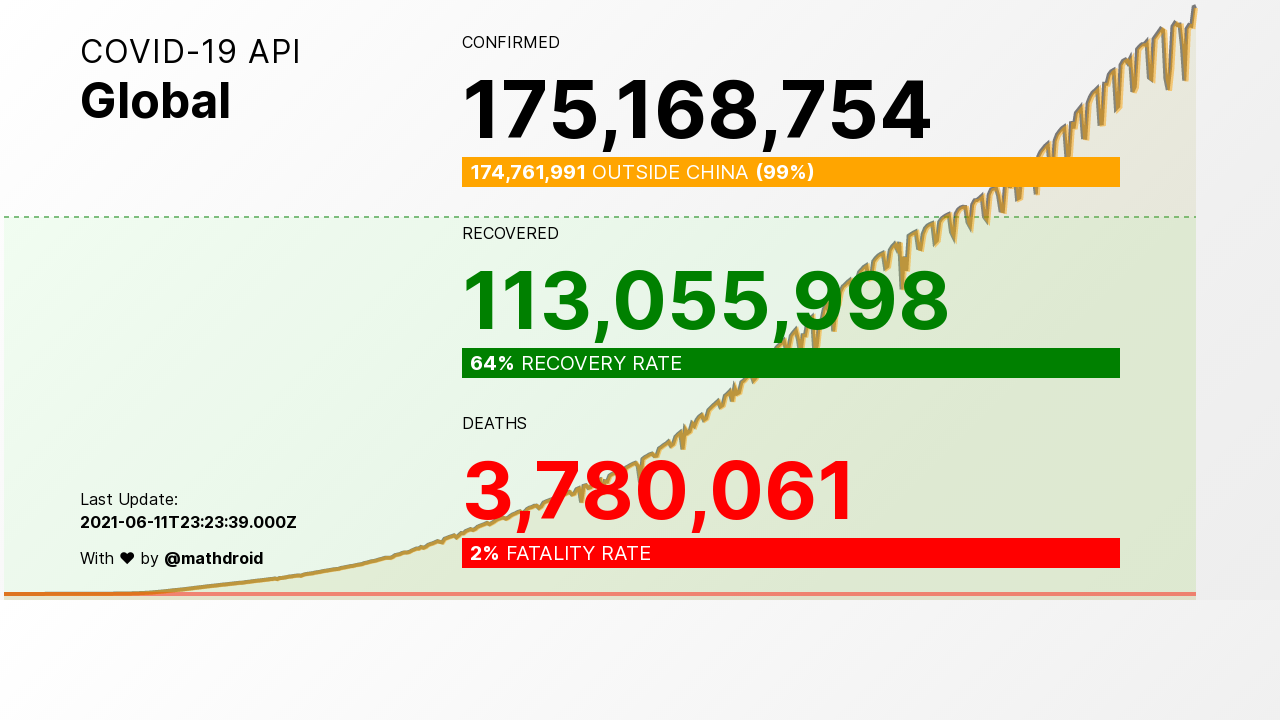 COVID-19 API
Global
CONFIRMED
175,168,754
174,761,991 OUTSIDE CHINA (99%)
RECOVERED
113,055,998
64% RECOVERY RATE
DEATHS
3,780,061
2% FATALITY RATE
Last Update:
2021-06-11T23:23:39.000Z
With ♥ by @mathdroid